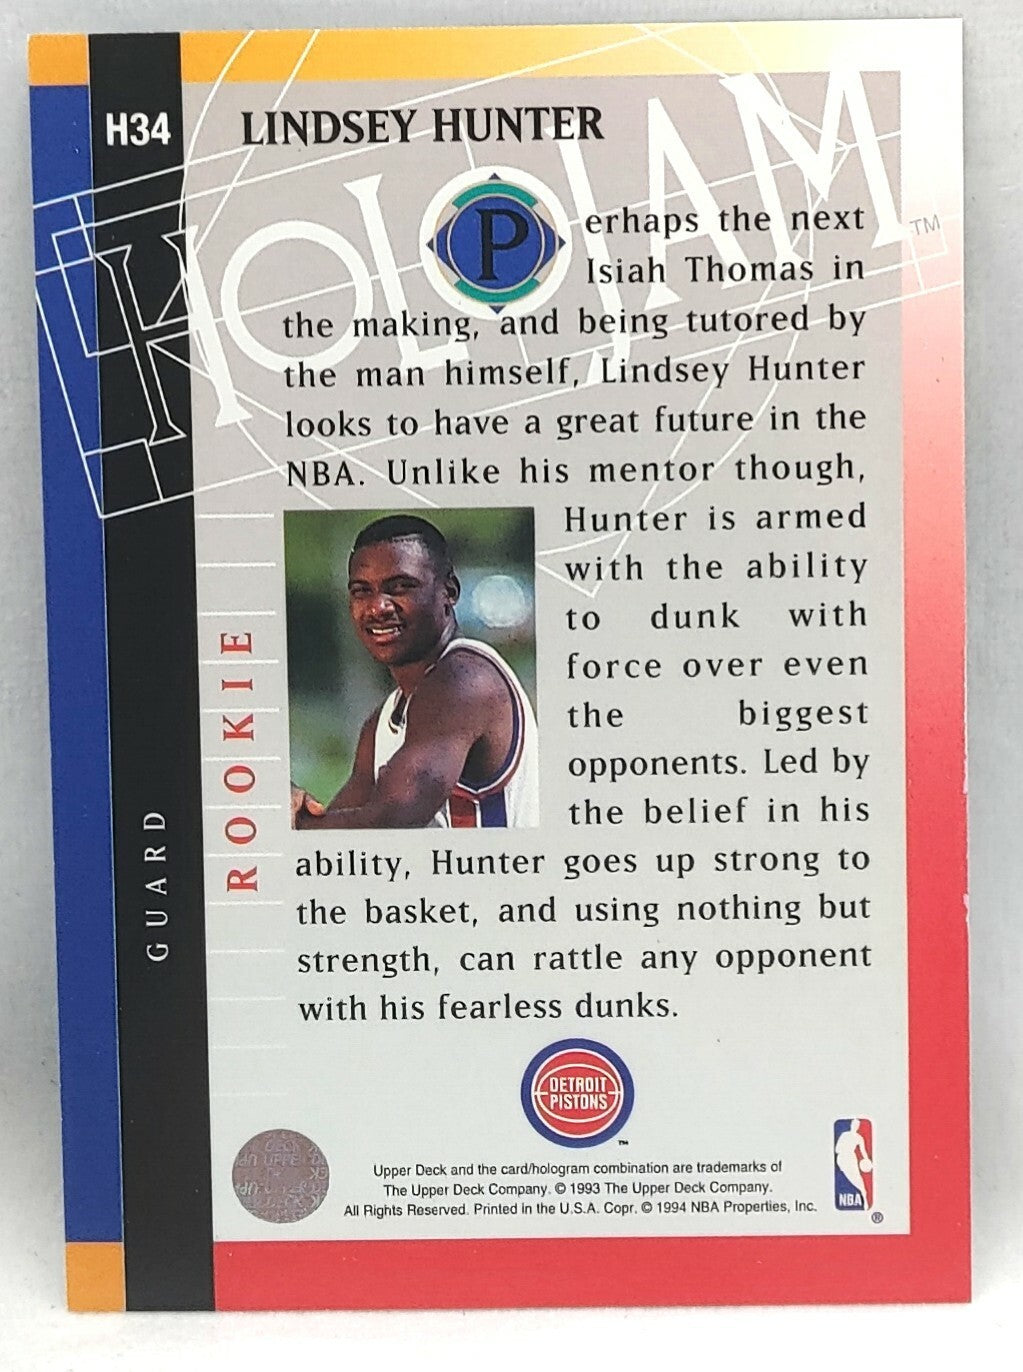 H34
LINDSEY HUNTER
HOLOJAM™
Perhaps the next
Isiah Thomas in
the making, and being tutored by
the man himself, Lindsey Hunter
looks to have a great future in the
NBA. Unlike his mentor though,
Hunter is armed
with the ability
to dunk with
force over even
the biggest
opponents. Led by
the belief in his
ability, Hunter goes up strong to
the basket, and using nothing but
strength, can rattle any opponent
with his fearless dunks.
ROOKIE
GUARD
DETROIT
PISTONS
™
Upper Deck and the card/hologram combination are trademarks of
The Upper Deck Company. © 1993 The Upper Deck Company.
All Rights Reserved. Printed in the U.S.A. Copr. © 1994 NBA Properties, Inc.
NBA
®